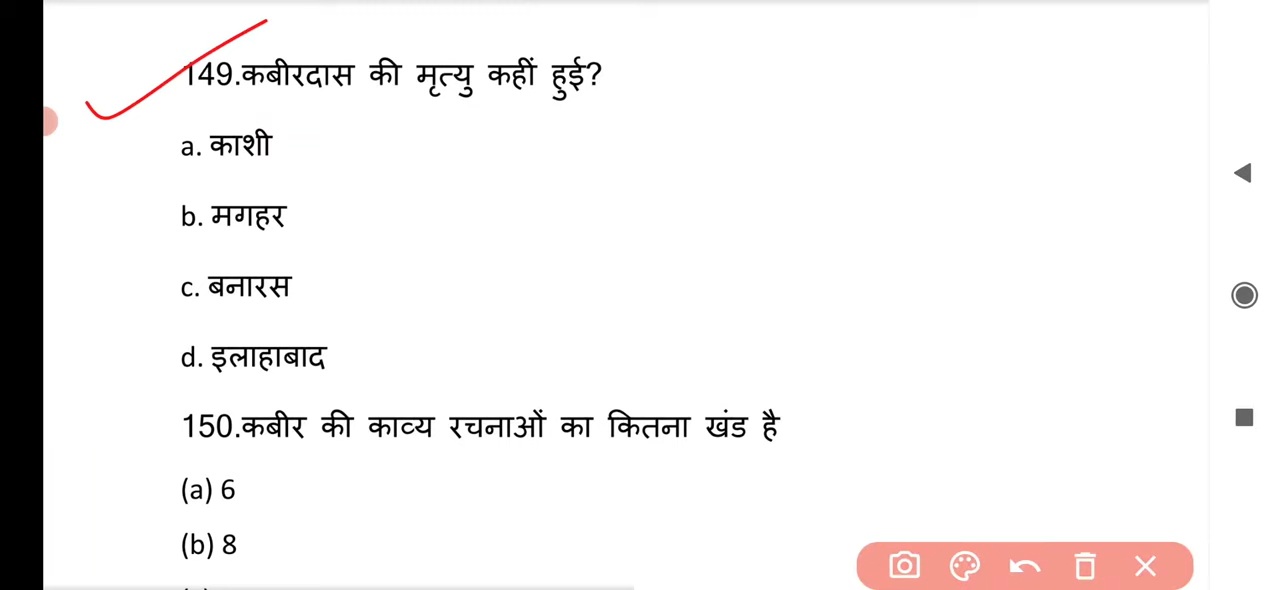 149.कबीरदास की मृत्यु कहीं हुई?
a. काशी
b. मगहर
c. बनारस
d. इलाहाबाद
150.कबीर की काव्य रचनाओं का कितना खंड है
(a) 6
(b) 8